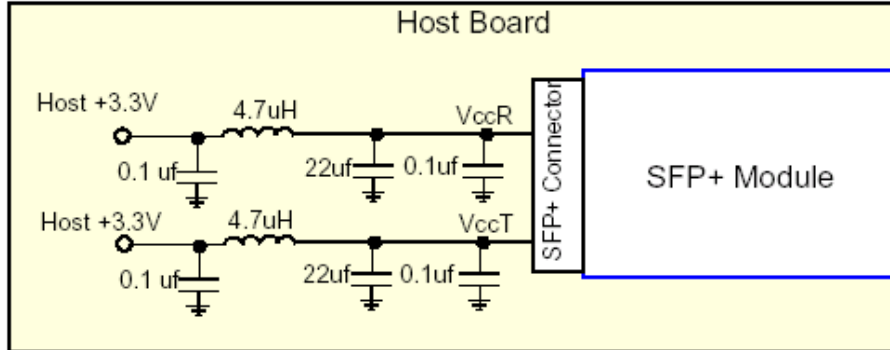 Host Board
Host +3.3V
4.7uH
VccR
0.1 uf
22uf
0.1uf
Host +3.3V
4.7uH
VccT
0.1 uf
22uf
0.1uf
SFP+ Connector
SFP+ Module